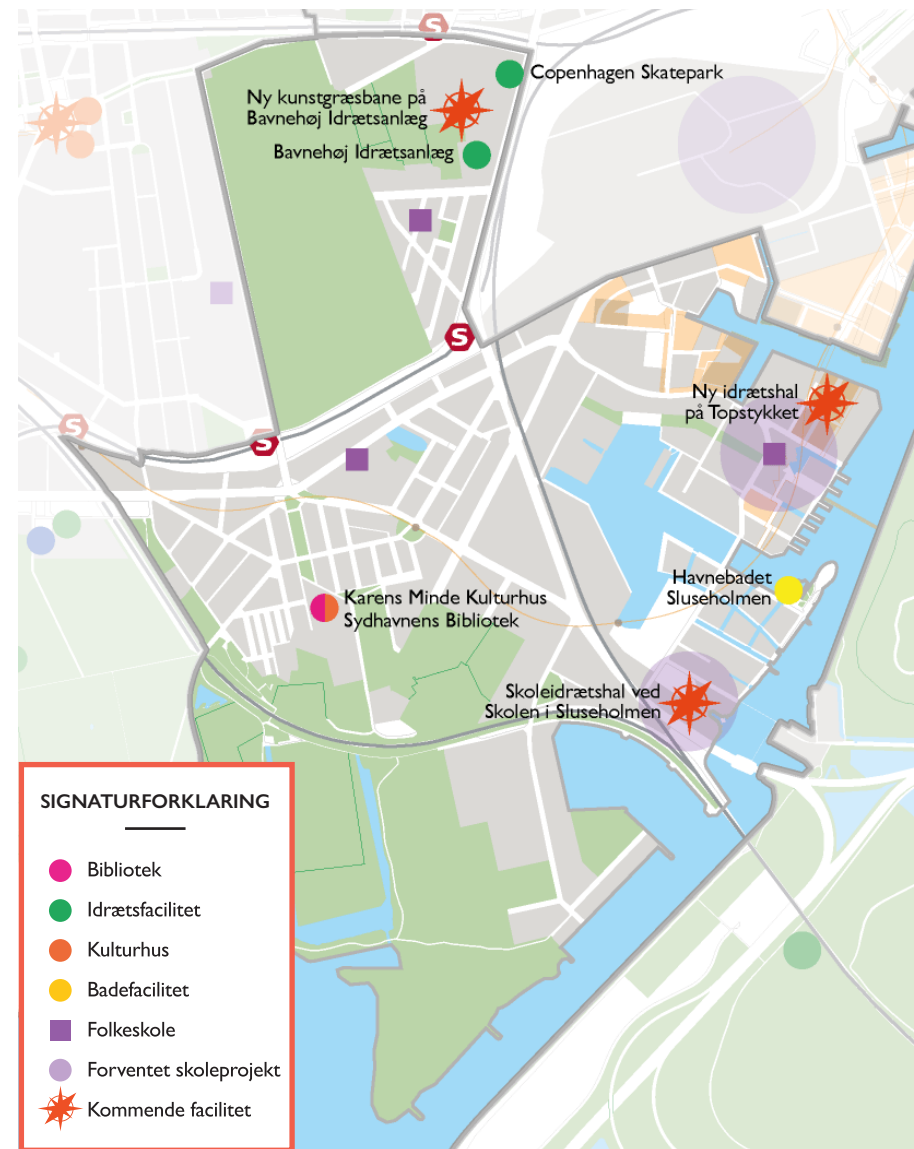 S
Copenhagen Skatepark
Ny kunstgræsbane på
Bavnehøj Idrætsanlæg
Bavnehøj Idrætsanlæg
S
Ny idrætshal
på Topstykket
S
S
Havnebadet
Sluseholmen
Karens Minde Kulturhus
Sydhavnens Bibliotek
Skoleidrætshal ved
Skolen i Sluseholmen
SIGNATURFORKLARING
Bibliotek
Idrætsfacilitet
Kulturhus
Badefacilitet
Folkeskole
Forventet skoleprojekt
Kommende facilitet